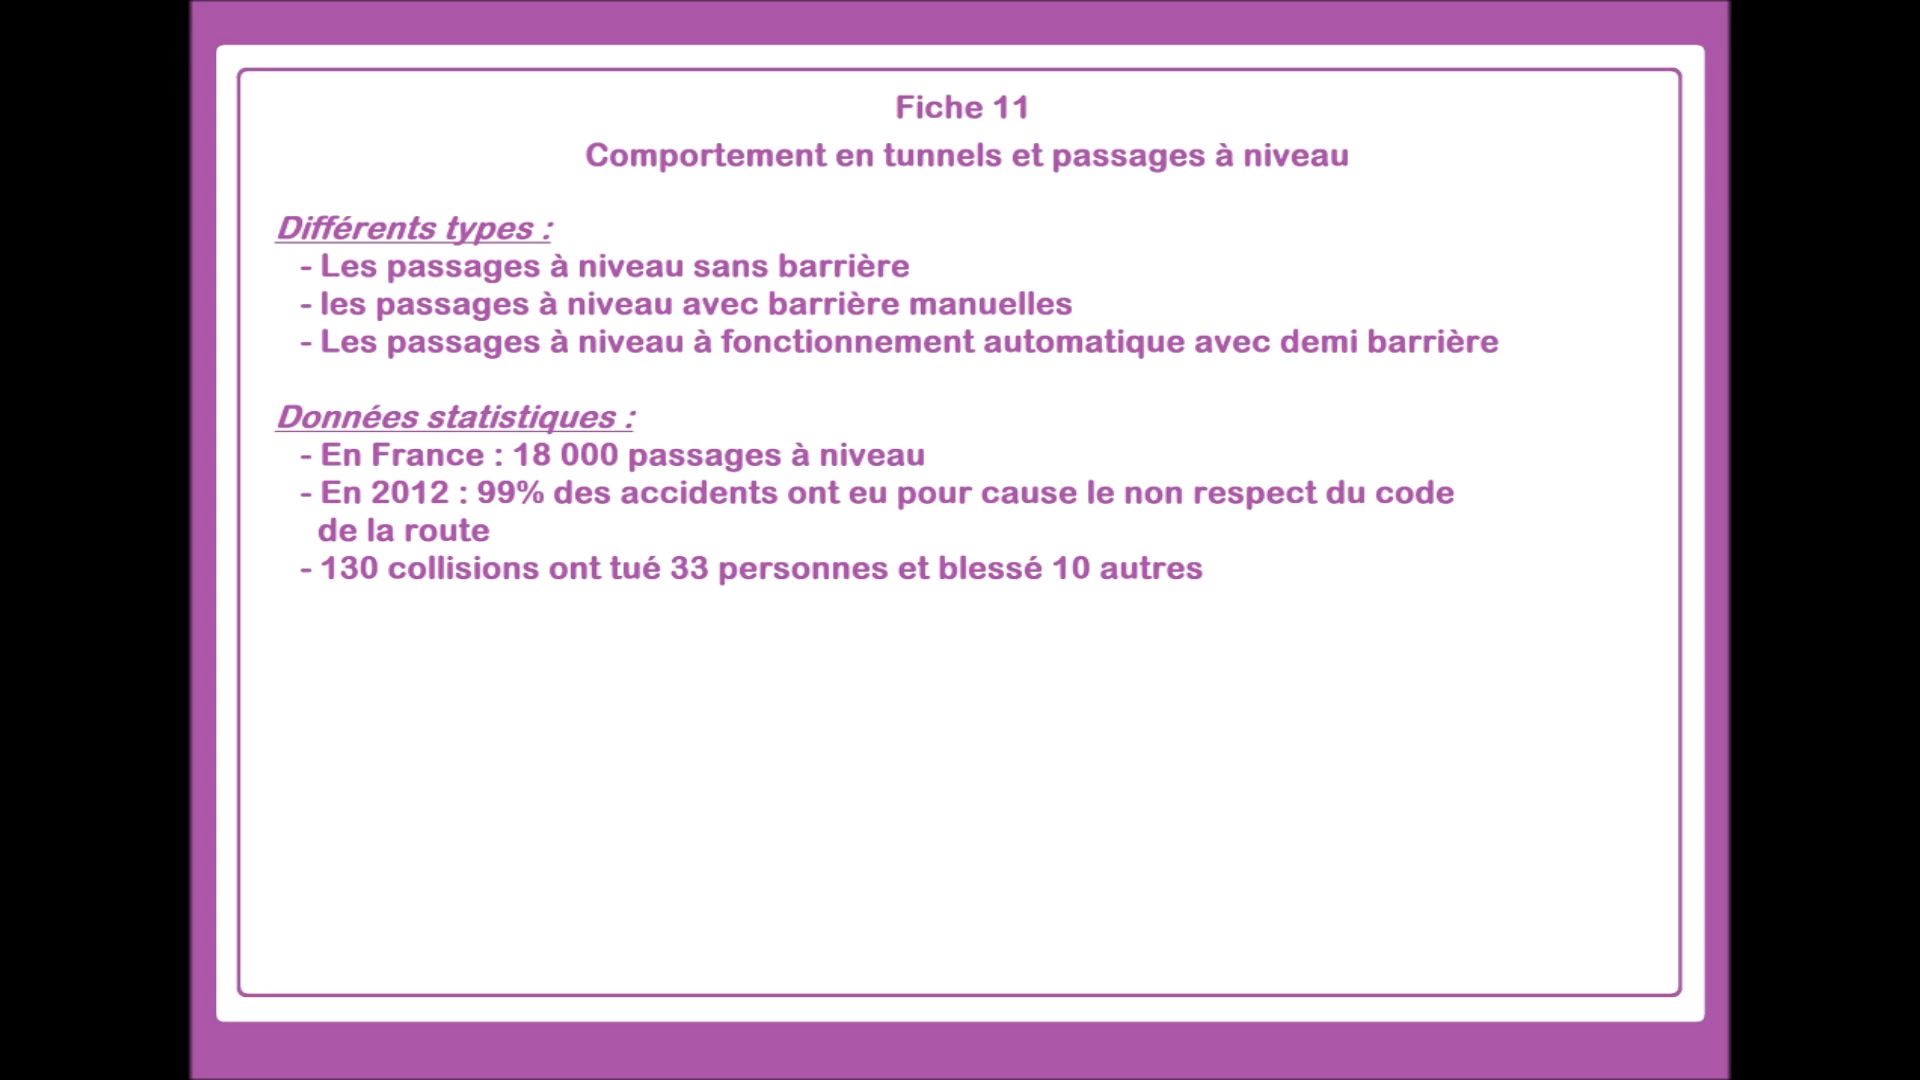 Fiche 11
Comportement en tunnels et passages à niveau
Différents types :
- Les passages à niveau sans barrière
- les passages à niveau avec barrière manuelles
- Les passages à niveau à fonctionnement automatique avec demi barrière
Données statistiques :
- En France : 18 000 passages à niveau
- En 2012 : 99% des accidents ont eu pour cause le non respect du code
de la route
- 130 collisions ont tué 33 personnes et blessé 10 autres